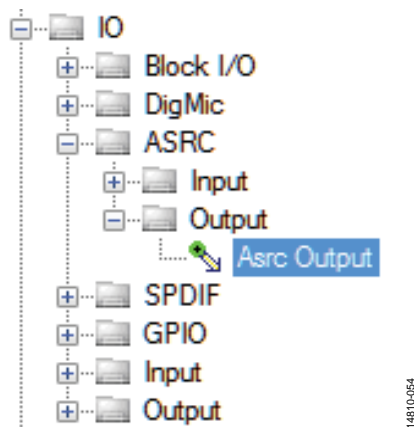 IO
Block I/O
DigMic
ASRC
Input
Output
Asrc Output
SPDIF
GPIO
Input
Output
14810-054